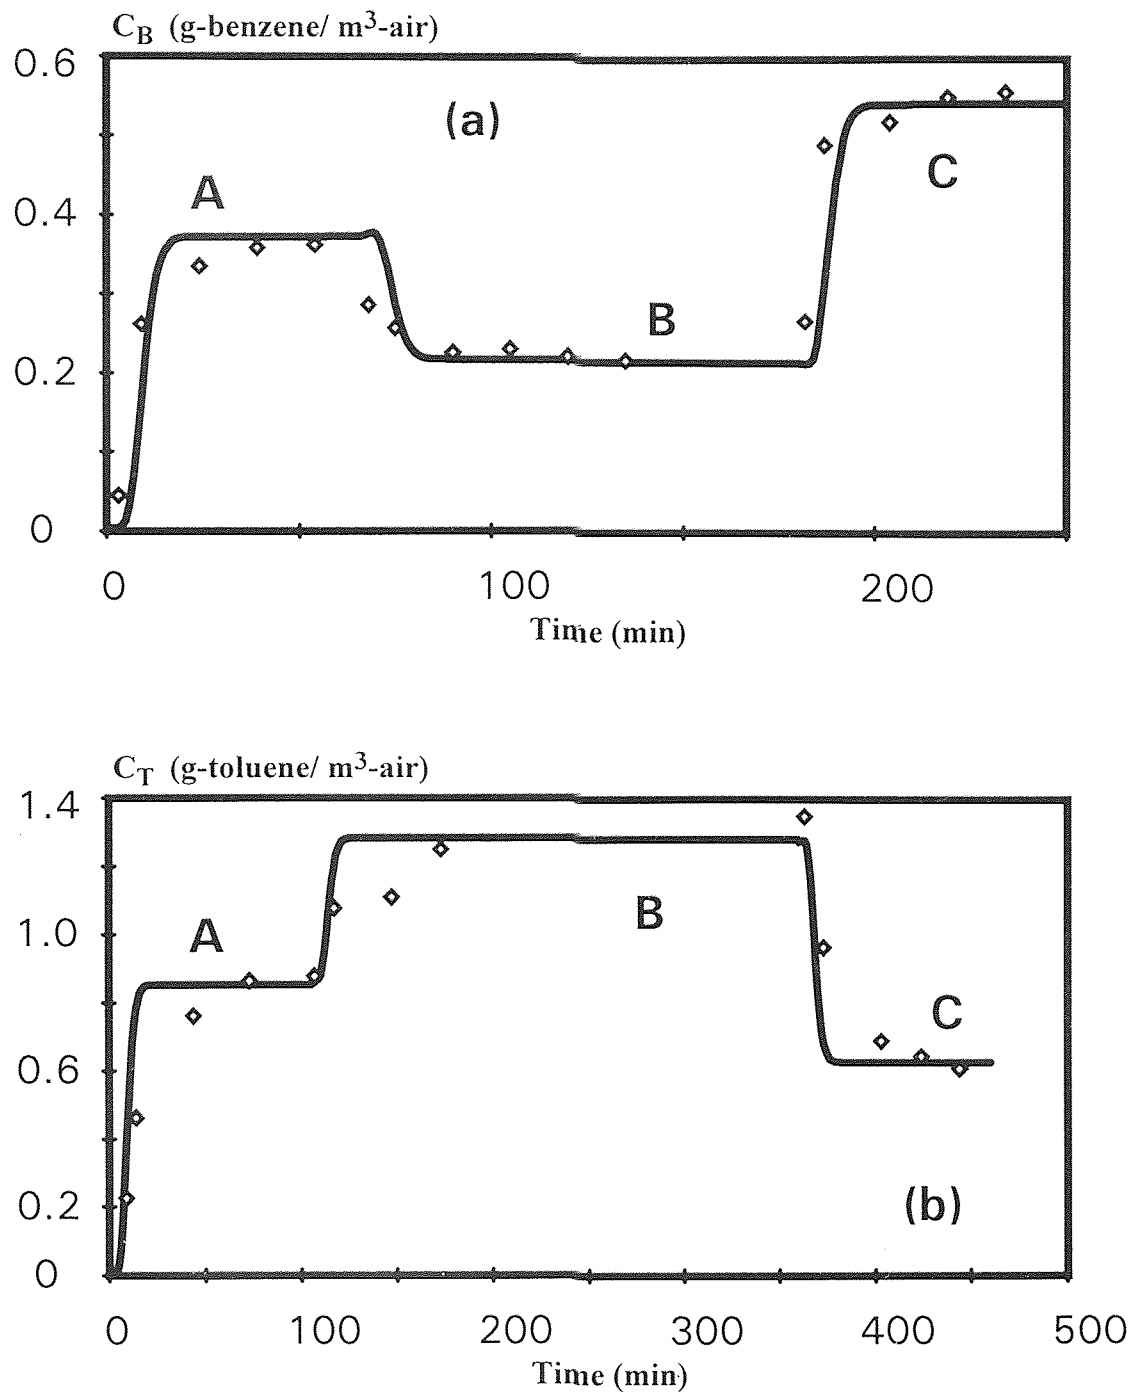 C_B (g-benzene/ m³-air)
0.6
(a)
A
C
0.4
B
0.2
0
0 100 200
Time (min)
C_T (g-toluene/ m³-air)
1.4
1.0
A
B
C
0.6
0.2
(b)
0
0 100 200 300 400 500
Time (min)